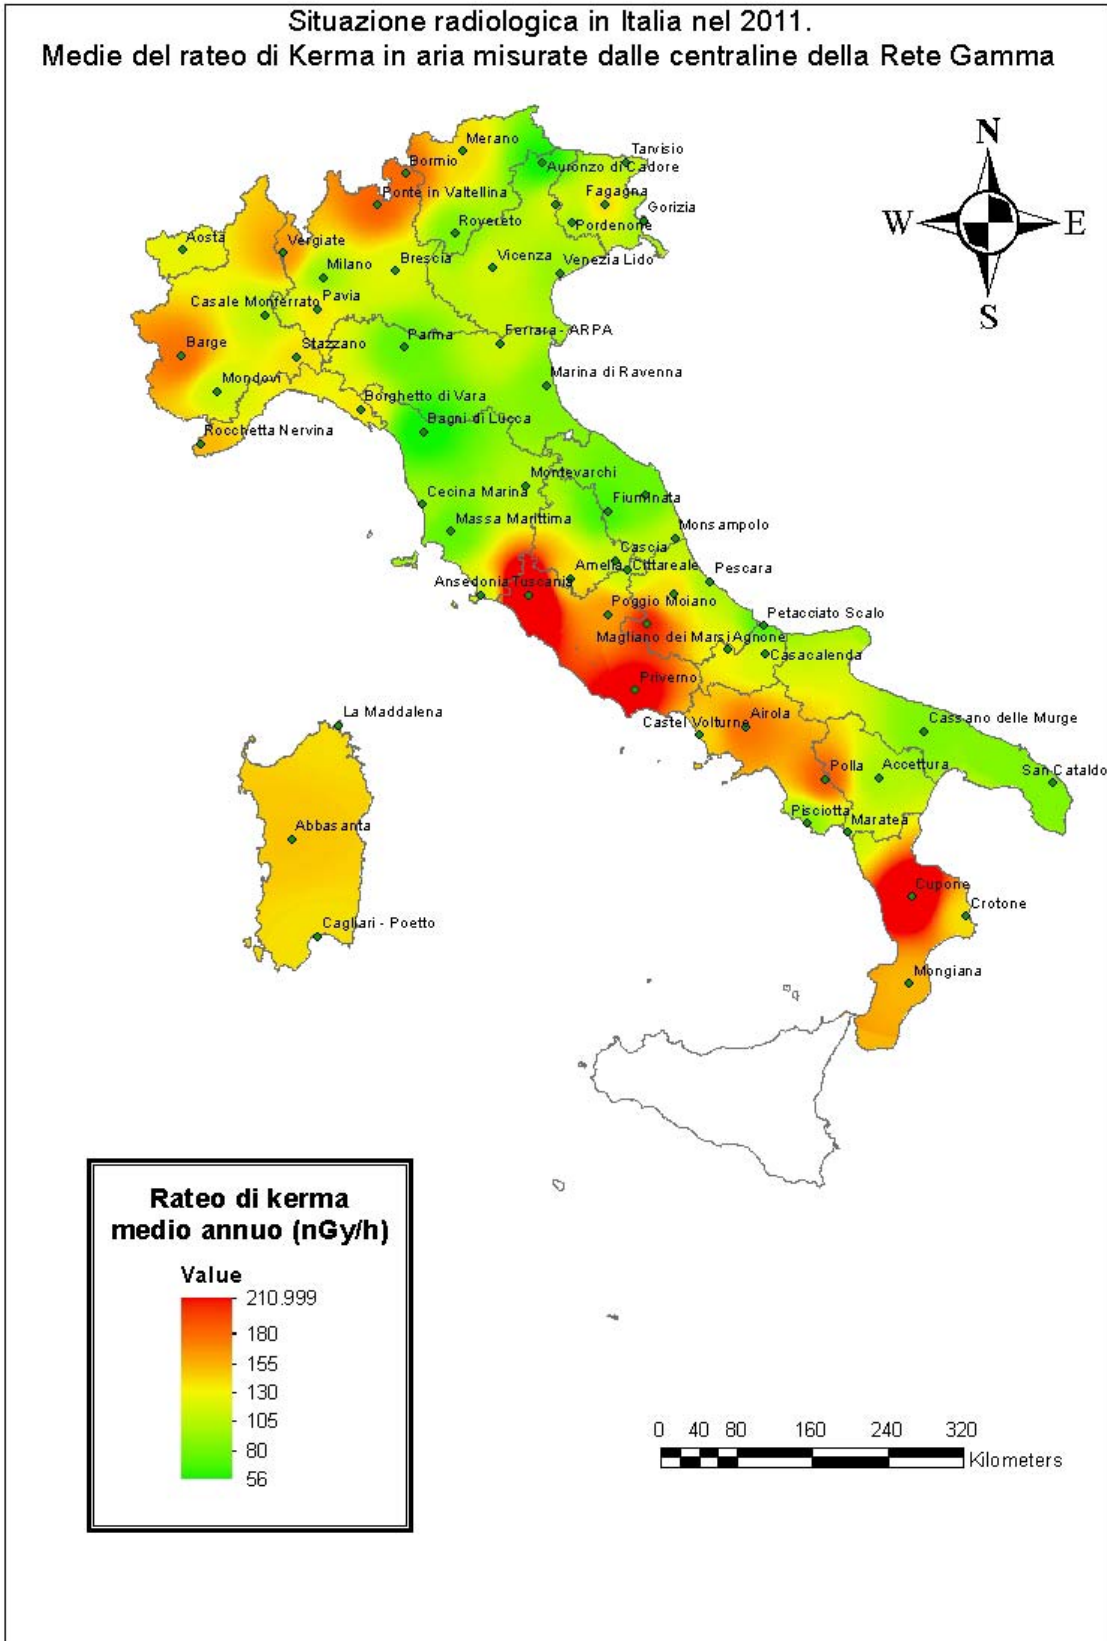 Situazione radiologica in Italia nel 2011.
Medie del rateo di Kerma in aria misurate dalle centraline della Rete Gamma
N
W
E
S
Merano
Tarvisio
Bormio
Auronzo di Cadore
Ponte in Valtellina
Fagagna
Gorizia
Rovereto
Pordenone
Aosta
Vergiate
Brescia
Vicenza
Venezia Lido
Milano
Casale Monferrato
Pavia
Barge
Stazzano
Parma
Ferrara - ARPA
Mondovì
Marina di Ravenna
Borghetto di Vara
Bagni di Lucca
Rocchetta Nervina
Montevarchi
Cecina Marina
Fiuminata
Massa Marittima
Monsampolo
Cascia
Amelia
Cittareale
Pescara
Ansedonia
Tuscania
Poggio Moiano
Petacciato Scalo
Magliano dei Marsi
Agnone
Casacalenda
Priverno
La Maddalena
Castel Volturno
Airola
Cassano delle Murge
Polla
Accettura
San Cataldo
Abbasanta
Pisciotta
Maratea
Cupone
Crotone
Cagliari - Poetto
Mongiana
Rateo di kerma
medio annuo (nGy/h)
Value
210.999
180
155
130
105
80
56
0 40 80 160 240 320
Kilometers